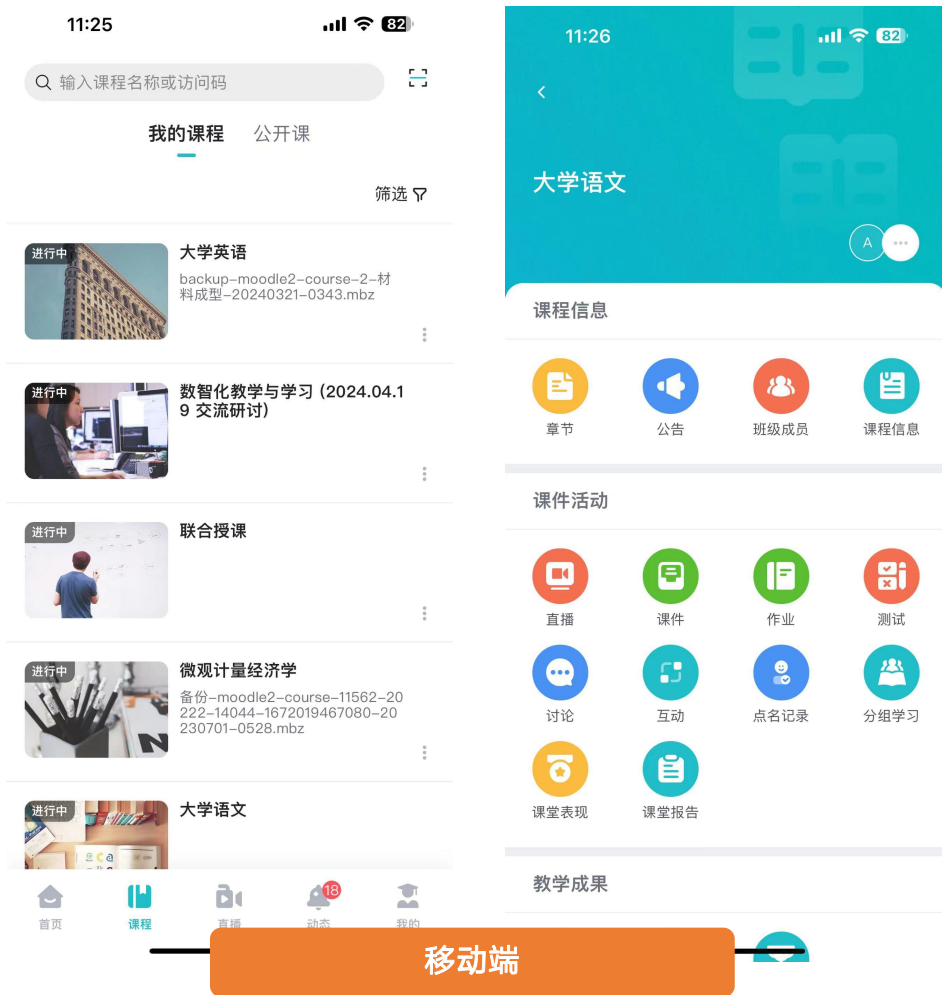 11:25
82
输入课程名称或访问码
我的课程
公开课
筛选
进行中
大学英语
backup-moodle2-course-2-材
料成型-20240321-0343.mbz
进行中
数智化教学与学习 (2024.04.1
9 交流研讨)
进行中
联合授课
进行中
微观计量经济学
备份-moodle2-course-11562-20
222-14044-1672019467080-20
230701-0528.mbz
进行中
大学语文
18
首页
课程
直播
动态
我的
11:26
82
大学语文
A
课程信息
章节
公告
班级成员
课程信息
课件活动
直播
课件
作业
测试
讨论
互动
点名记录
分组学习
课堂表现
课堂报告
教学成果
移动端